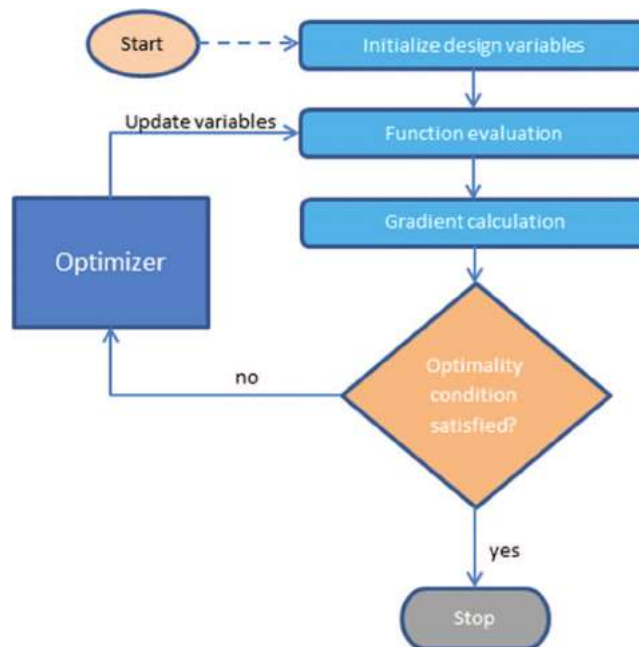 Start
Initialize design variables
Update variables
Function evaluation
Gradient calculation
Optimizer
Optimality
condition
satisfied?
no
yes
Stop